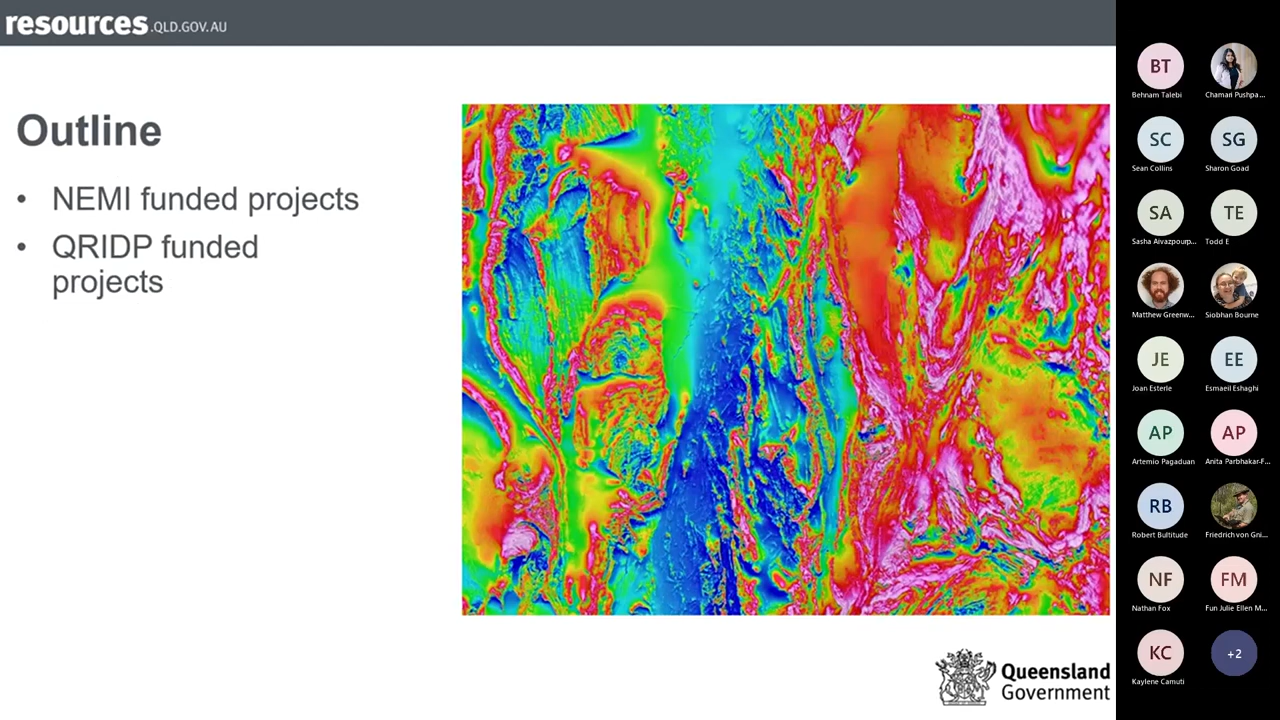 resources.QLD.GOV.AU
Outline
• NEMI funded projects
• QRIDP funded
projects
Queensland
Government
BT
Behnam Talebi
Chamari Pushpa...
SC
Sean Collins
SG
Sharon Goad
SA
Sasha Aivazpourp...
TE
Todd E
Matthew Greenw...
Siobhan Bourne
JE
Joan Esterle
EE
Esmaeil Eshaghi
AP
Artemio Pagaduan
AP
Anita Parbhakar-F...
RB
Robert Bultitude
Friedrich von Gni...
NF
Nathan Fox
FM
Fun Julie Ellen M...
KC
Kaylene Camuti
+2